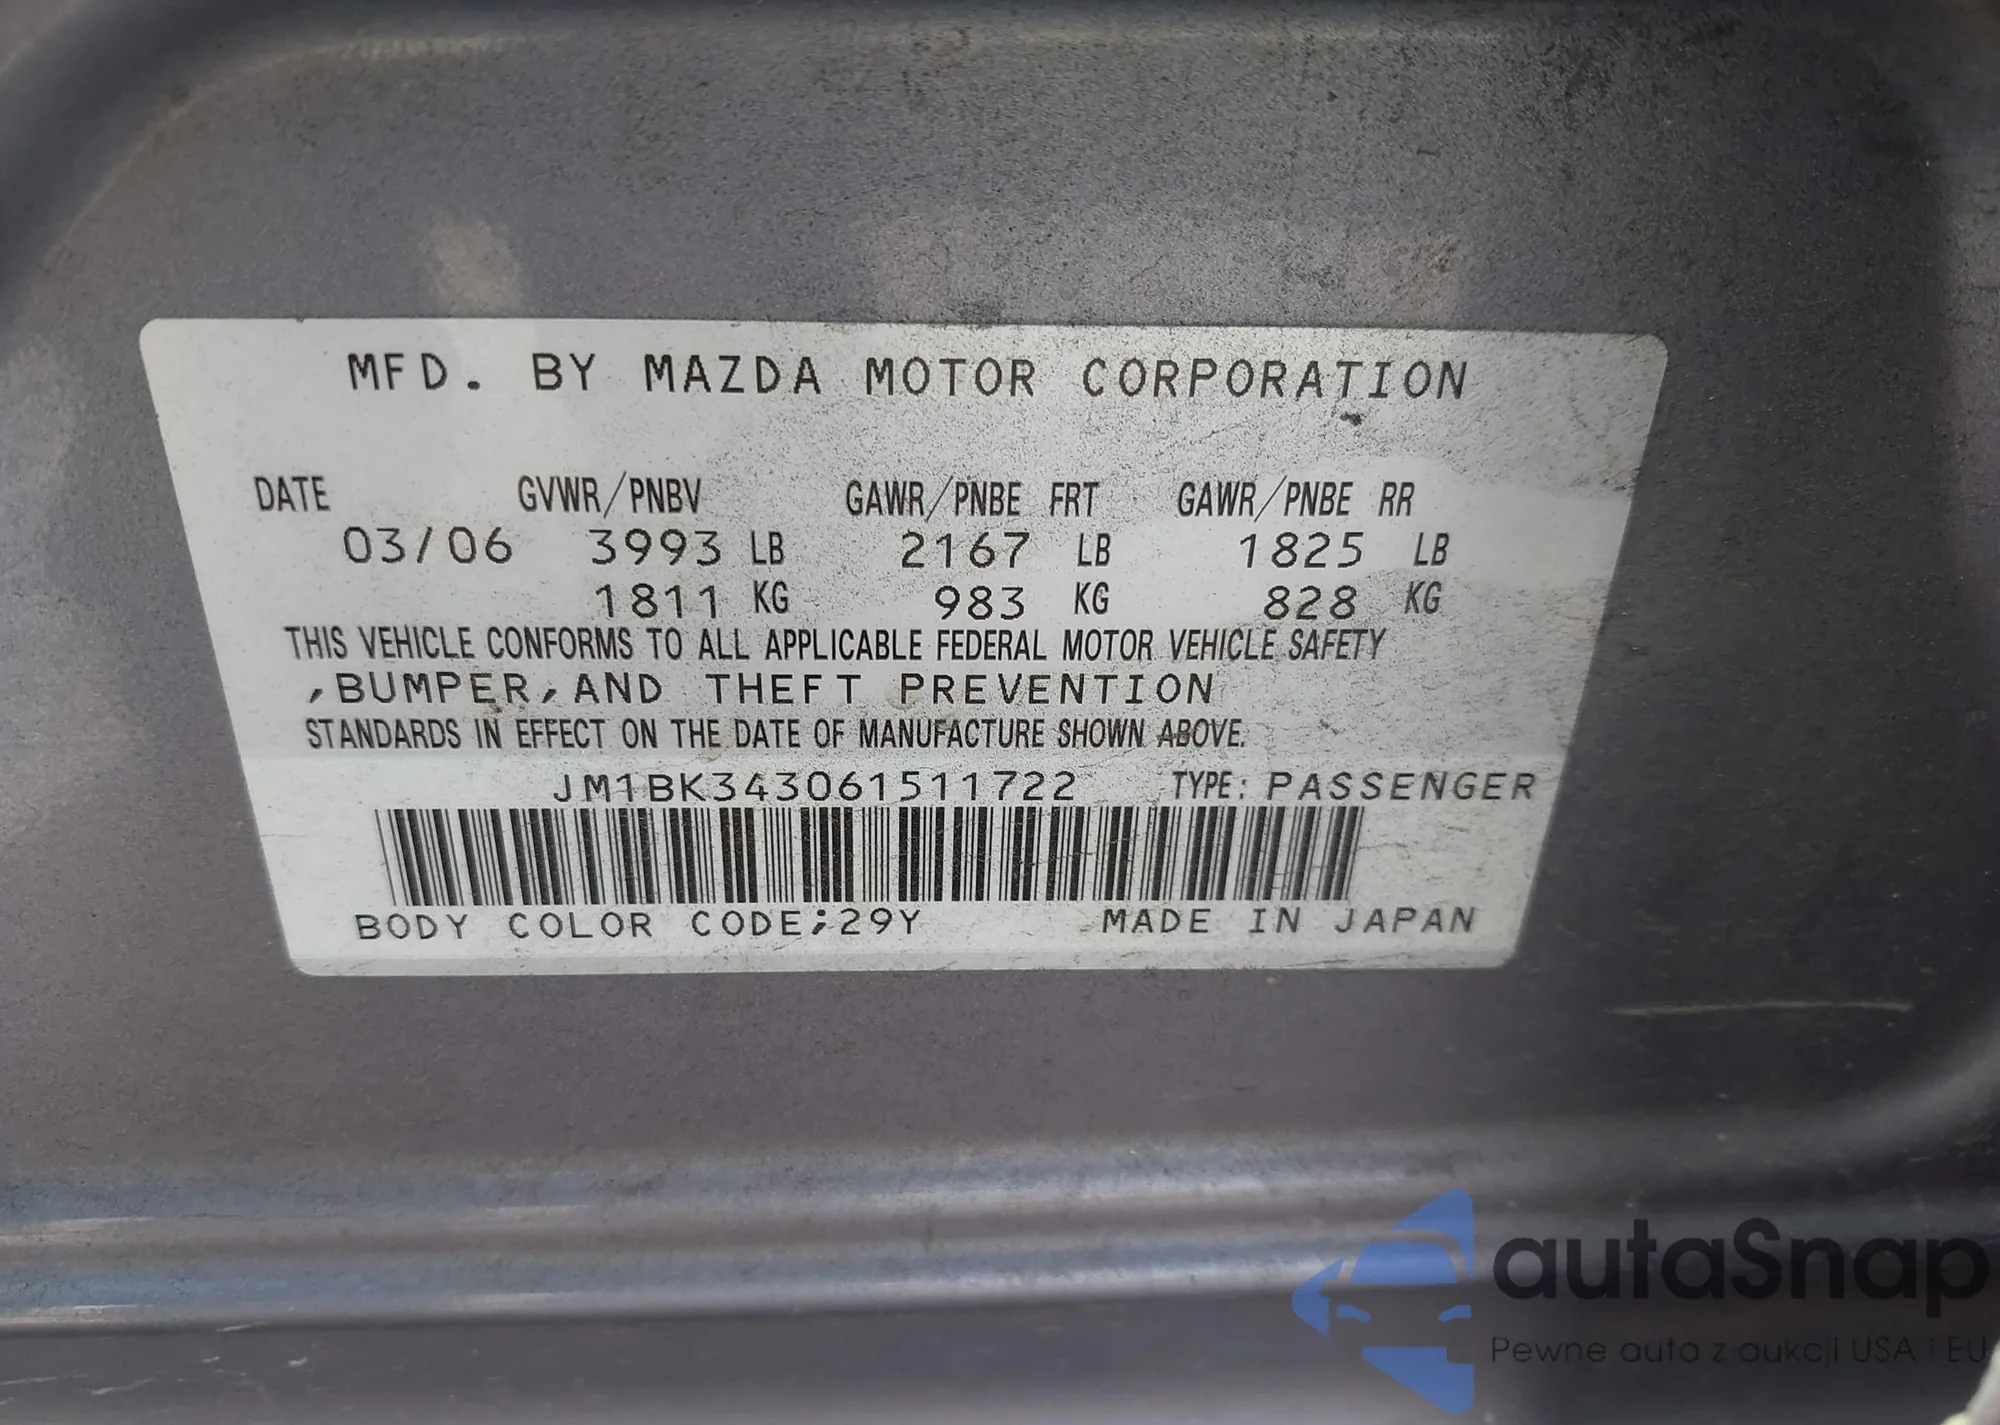 MFD. BY MAZDA MOTOR CORPORATION
DATE GVWR/PNBV GAWR/PNBE FRT GAWR/PNBE RR
03/06 3993 LB 2167 LB 1825 LB
1811 KG 983 KG 828 KG
THIS VEHICLE CONFORMS TO ALL APPLICABLE FEDERAL MOTOR VEHICLE SAFETY
,BUMPER,AND THEFT PREVENTION
STANDARDS IN EFFECT ON THE DATE OF MANUFACTURE SHOWN ABOVE.
JM1BK343061511722 TYPE: PASSENGER
BODY COLOR CODE;29Y MADE IN JAPAN
autaSnap
Pewne auta z aukcji USA i EU